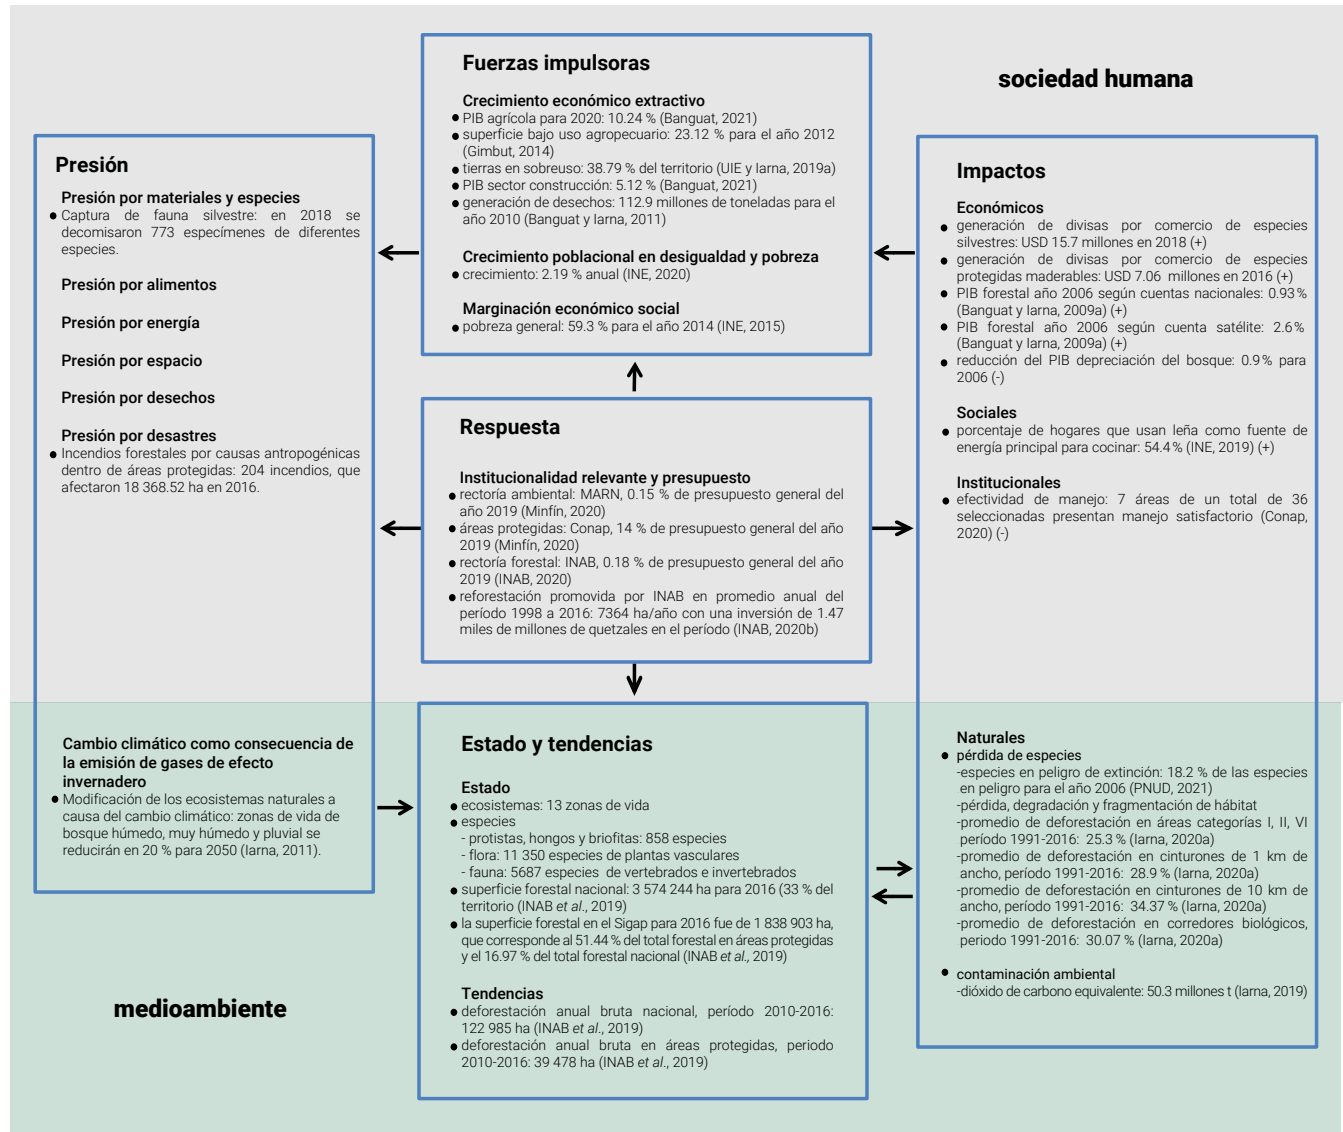 Fuerzas impulsoras
Crecimiento económico extractivo
● PIB agrícola para 2020: 10.24 % (Banguat, 2021)
● superficie bajo uso agropecuario: 23.12 % para el año 2012
(Gimbut, 2014)
● tierras en sobreuso: 38.79 % del territorio (UIE y Iarna, 2019a)
● PIB sector construcción: 5.12 % (Banguat, 2021)
● generación de desechos: 112.9 millones de toneladas para el
año 2010 (Banguat y Iarna, 2011)
Crecimiento poblacional en desigualdad y pobreza
● crecimiento: 2.19 % anual (INE, 2020)
Marginación económico social
● pobreza general: 59.3 % para el año 2014 (INE, 2015)
sociedad humana
Presión
Presión por materiales y especies
● Captura de fauna silvestre: en 2018 se
decomisaron 773 especímenes de diferentes
especies.
Presión por alimentos
Presión por energía
Presión por espacio
Presión por desechos
Presión por desastres
● Incendios forestales por causas antropogénicas
dentro de áreas protegidas: 204 incendios, que
afectaron 18 368.52 ha en 2016.
Cambio climático como consecuencia de
la emisión de gases de efecto
invernadero
● Modificación de los ecosistemas naturales a
causa del cambio climático: zonas de vida de
bosque húmedo, muy húmedo y pluvial se
reducirán en 20 % para 2050 (Iarna, 2011).
Respuesta
Institucionalidad relevante y presupuesto
● rectoría ambiental: MARN, 0.15 % de presupuesto general del
año 2019 (Minfín, 2020)
● áreas protegidas: Conap, 14 % de presupuesto general del año
2019 (Minfín, 2020)
● rectoría forestal: INAB, 0.18 % de presupuesto general del año
2019 (INAB, 2020)
● reforestación promovida por INAB en promedio anual del
período 1998 a 2016: 7364 ha/año con una inversión de 1.47
miles de millones de quetzales en el período (INAB, 2020b)
Impactos
Económicos
● generación de divisas por comercio de especies
silvestres: USD 15.7 millones en 2018 (+)
● generación de divisas por comercio de especies
protegidas maderables: USD 7.06 millones en 2016 (+)
● PIB forestal año 2006 según cuentas nacionales: 0.93 %
(Banguat y Iarna, 2009a) (+)
● PIB forestal año 2006 según cuenta satélite: 2.6 %
(Banguat y Iarna, 2009a) (+)
● reducción del PIB depreciación del bosque: 0.9 % para
2006 (-)
Sociales
● porcentaje de hogares que usan leña como fuente de
energía principal para cocinar: 54.4 % (INE, 2019) (+)
Institucionales
● efectividad de manejo: 7 áreas de un total de 36
seleccionadas presentan manejo satisfactorio (Conap,
2020) (-)
Naturales
● pérdida de especies
-especies en peligro de extinción: 18.2 % de las especies
en peligro para el año 2006 (PNUD, 2021)
-pérdida, degradación y fragmentación de hábitat
-promedio de deforestación en áreas categorías I, II, VI
período 1991-2016: 25.3 % (Iarna, 2020a)
-promedio de deforestación en cinturones de 1 km de
ancho, período 1991-2016: 28.9 % (Iarna, 2020a)
-promedio de deforestación en cinturones de 10 km de
ancho, período 1991-2016: 34.37 % (Iarna, 2020a)
-promedio de deforestación en corredores biológicos,
periodo 1991-2016: 30.07 % (Iarna, 2020a)
● contaminación ambiental
-dióxido de carbono equivalente: 50.3 millones t (Iarna, 2019)
Estado y tendencias
Estado
● ecosistemas: 13 zonas de vida
● especies
- protistas, hongos y briofitas: 858 especies
- flora: 11 350 especies de plantas vasculares
- fauna: 5687 especies de vertebrados e invertebrados
● superficie forestal nacional: 3 574 244 ha para 2016 (33 % del
territorio (INAB et al., 2019)
● la superficie forestal en el Sigap para 2016 fue de 1 838 903 ha,
que corresponde al 51.44 % del total forestal en áreas protegidas
y el 16.97 % del total forestal nacional (INAB et al., 2019)
Tendencias
● deforestación anual bruta nacional, período 2010-2016:
122 985 ha (INAB et al., 2019)
● deforestación anual bruta en áreas protegidas, periodo
2010-2016: 39 478 ha (INAB et al., 2019)
medioambiente